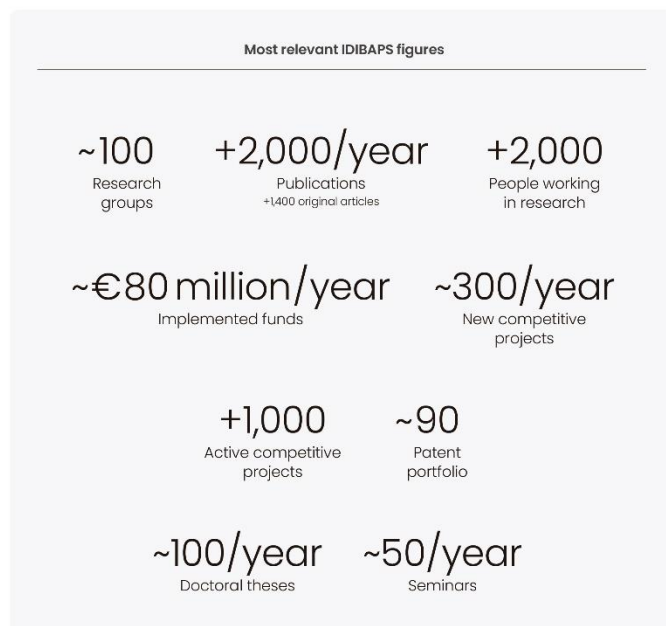 Most relevant IDIBAPS figures
~100
Research
groups
+2,000/year
Publications
+1,400 original articles
+2,000
People working
in research
~€80 million/year
Implemented funds
~300/year
New competitive
projects
+1,000
Active competitive
projects
~90
Patent
portfolio
~100/year
Doctoral theses
~50/year
Seminars